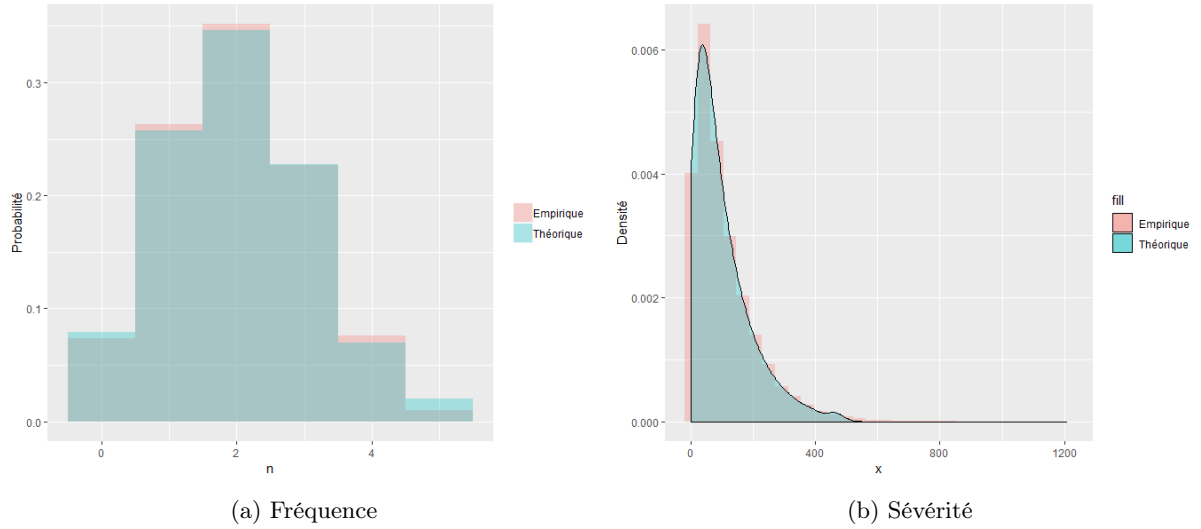 0.3
0.2
0.1
0.0
Probabilité
0
2
4
n
Empirique
Théorique
(a) Fréquence
0.006
0.004
0.002
0.000
Densité
0
400
800
1200
x
fill
Empirique
Théorique
(b) Sévérité